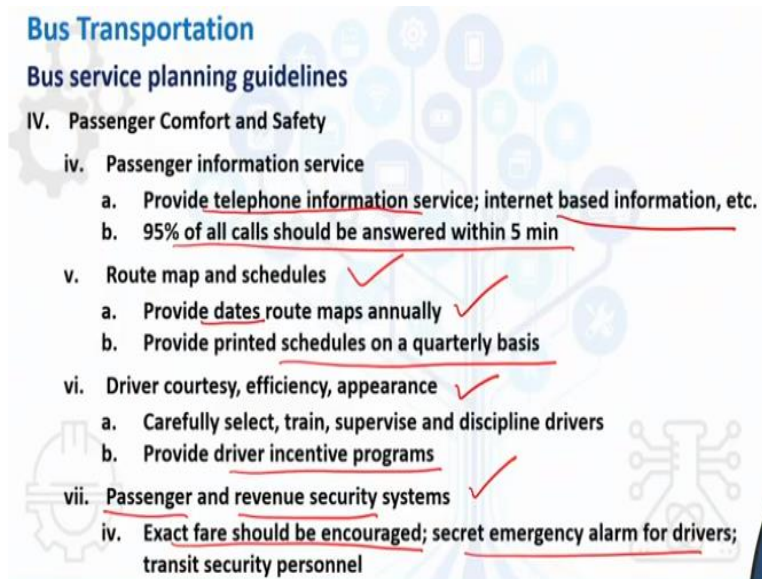 Bus Transportation
Bus service planning guidelines
IV. Passenger Comfort and Safety
iv. Passenger information service
a. Provide telephone information service; internet based information, etc.
b. 95% of all calls should be answered within 5 min
v. Route map and schedules
a. Provide dates route maps annually
b. Provide printed schedules on a quarterly basis
vi. Driver courtesy, efficiency, appearance
a. Carefully select, train, supervise and discipline drivers
b. Provide driver incentive programs
vii. Passenger and revenue security systems
iv. Exact fare should be encouraged; secret emergency alarm for drivers;
transit security personnel